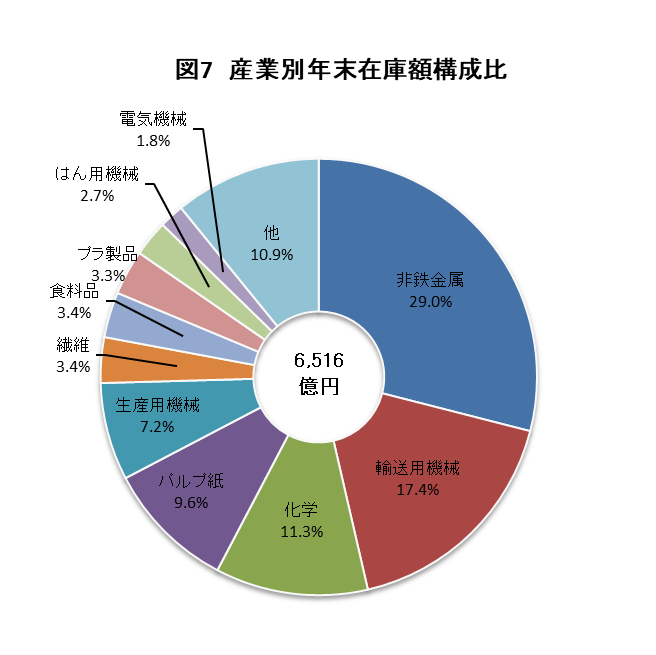 図7 産業別年末在庫額構成比
電気機械
1.8%
はん用機械
2.7%
プラ製品
3.3%
食料品
3.4%
繊維
3.4%
生産用機械
7.2%
パルプ紙
9.6%
化学
11.3%
輸送用機械
17.4%
非鉄金属
29.0%
他
10.9%
6,516
億円